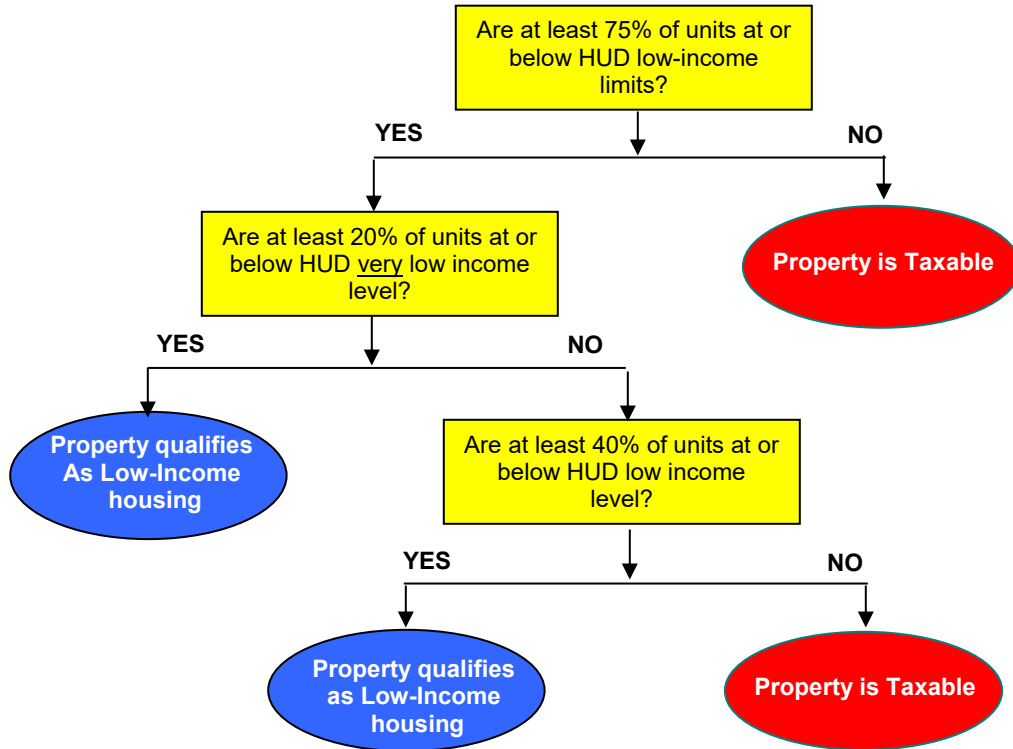 Are at least 75% of units at or
below HUD low-income
limits?
YES
NO
Are at least 20% of units at or
below HUD very low income
level?
Property is Taxable
YES
NO
Property qualifies
As Low-Income
housing
Are at least 40% of units at or
below HUD low income
level?
YES
NO
Property qualifies
as Low-Income
housing
Property is Taxable